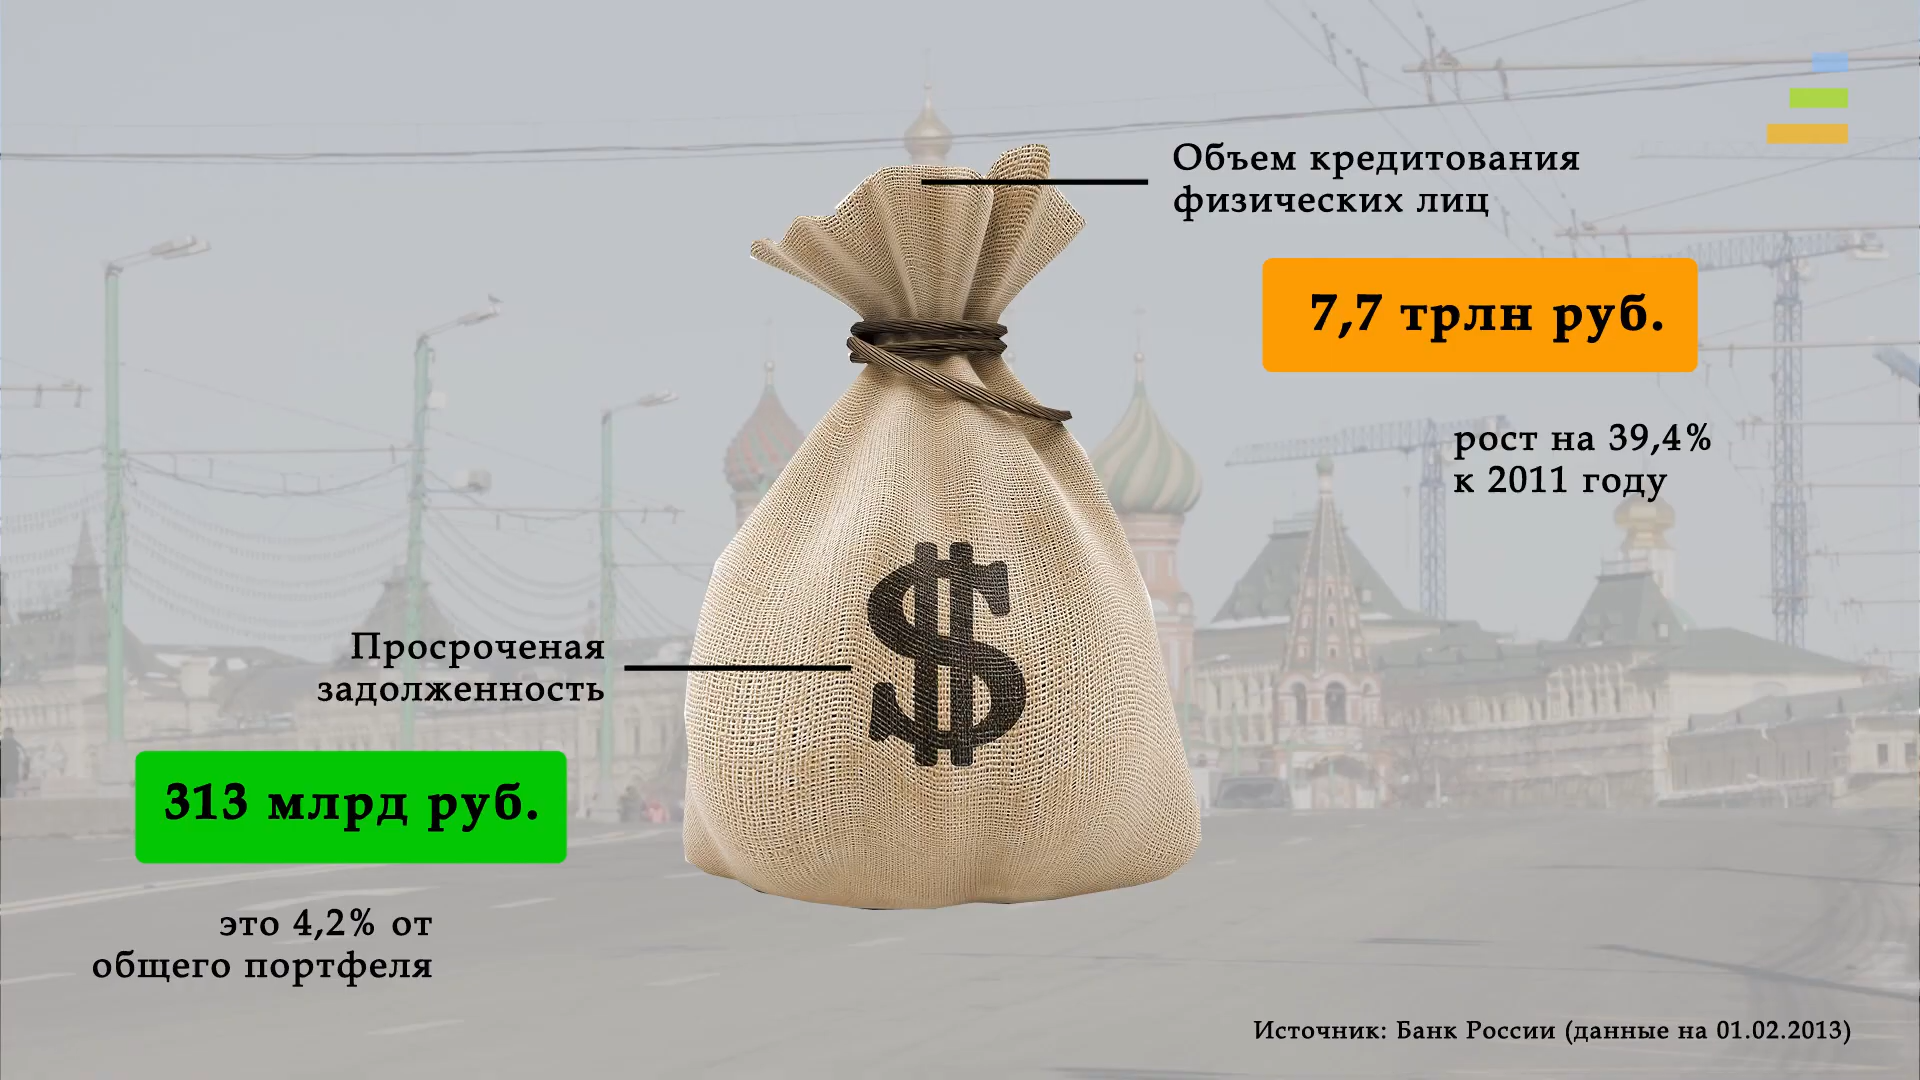 Объем кредитования
физических лиц
7,7 трлн руб.
рост на 39,4%
к 2011 году
$
Просроченая
задолженность
313 млрд руб.
это 4,2% от
общего портфеля
Источник: Банк России (данные на 01.02.2013)